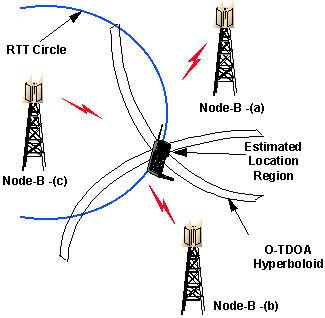 RTT Circle
Node-B -(a)
Node-B -(c)
Estimated
Location
Region
O-TDOA
Hyperboloid
Node-B -(b)